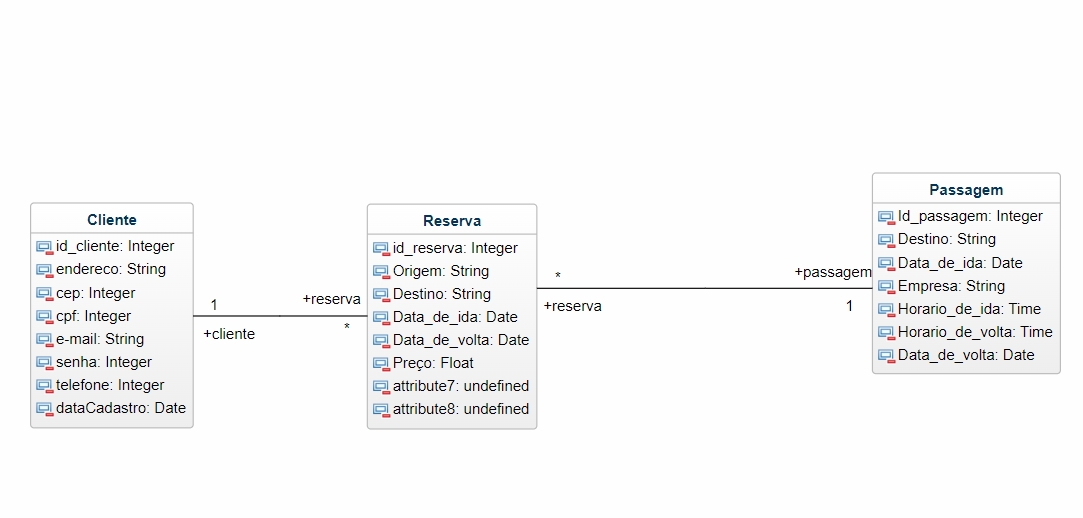 Cliente
id_cliente: Integer
endereco: String
cep: Integer
cpf: Integer
e-mail: String
senha: Integer
telefone: Integer
dataCadastro: Date
1
+cliente
+reserva
*
Reserva
id_reserva: Integer
Origem: String
Destino: String
Data_de_ida: Date
Data_de_volta: Date
Preço: Float
attribute7: undefined
attribute8: undefined
*
+reserva
+passagem
1
Passagem
Id_passagem: Integer
Destino: String
Data_de_ida: Date
Empresa: String
Horario_de_ida: Time
Horario_de_volta: Time
Data_de_volta: Date